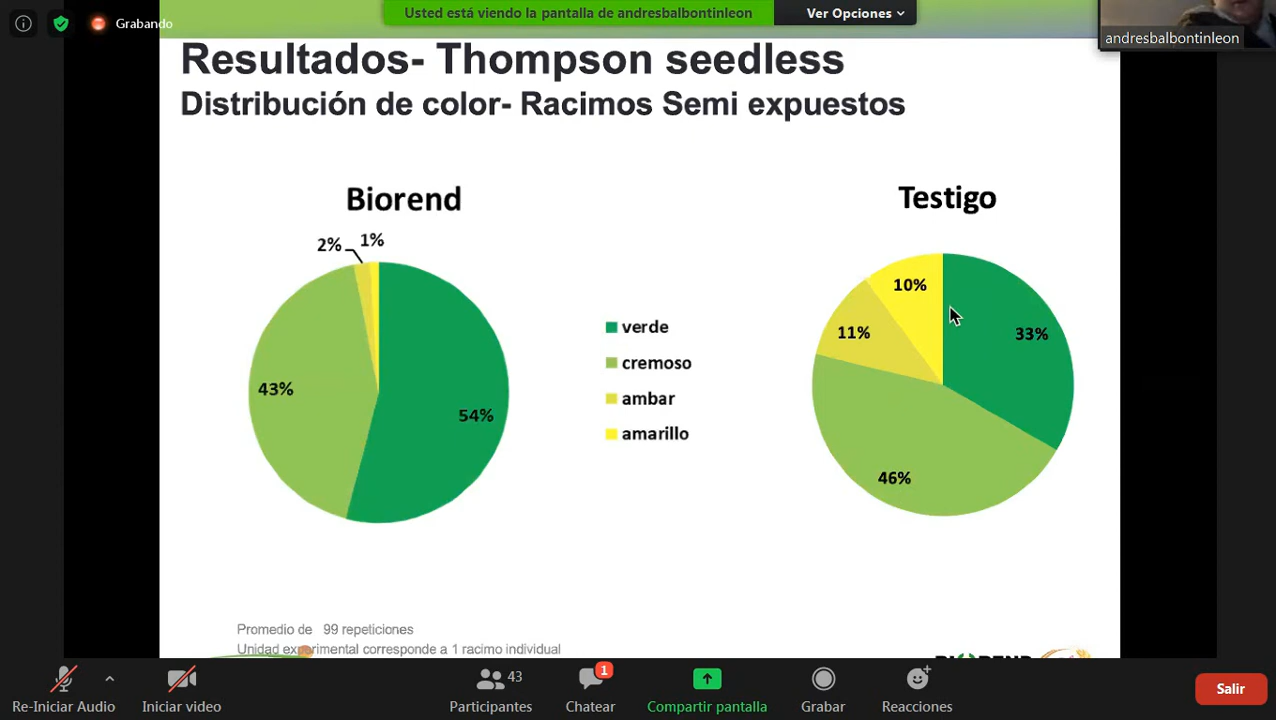 Grabando
Usted está viendo la pantalla de andresbalbontinleon
Ver Opciones
andresbalbontinleon
Resultados- Thompson seedless
Distribución de color- Racimos Semi expuestos
Biorend
Testigo
2%
1%
43%
54%
verde
cremoso
ambar
amarillo
10%
11%
33%
46%
Promedio de 99 repeticiones
Unidad experimental corresponde a 1 racimo individual
43
1
Re-Iniciar Audio
Iniciar video
Participantes
Chatear
Compartir pantalla
Grabar
Reacciones
Salir